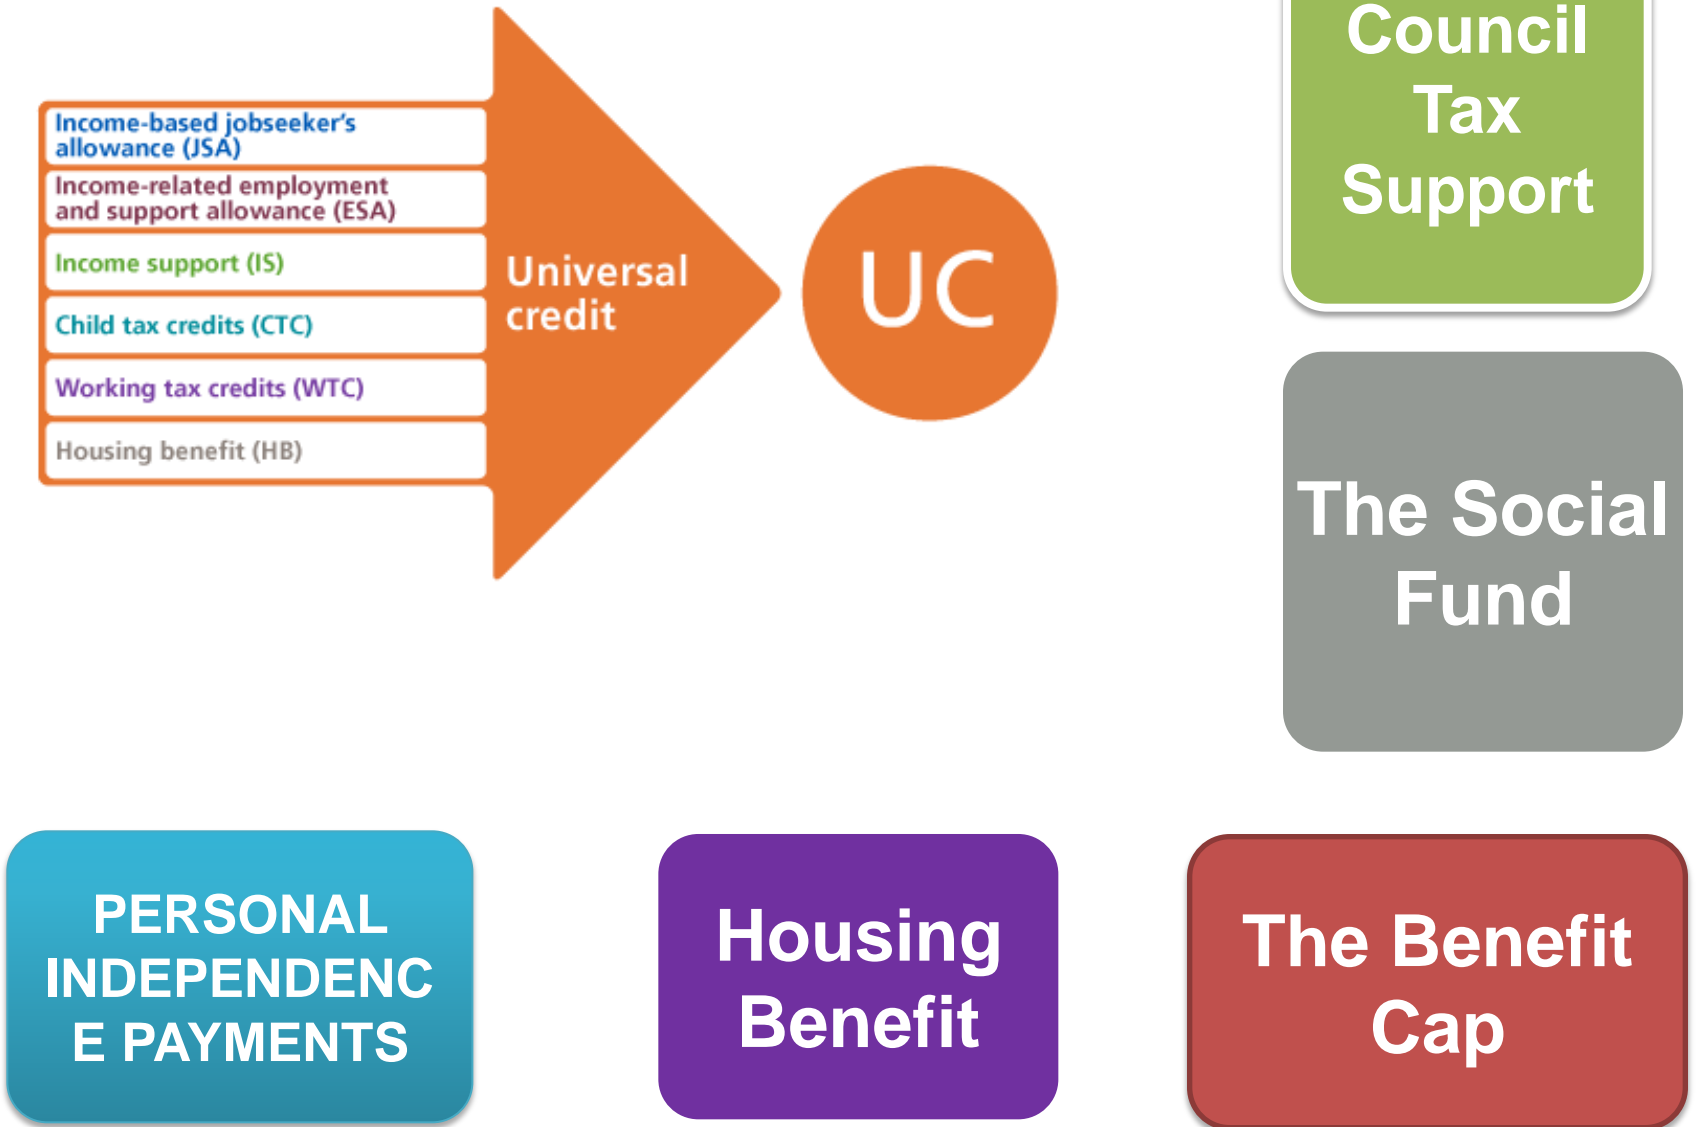 Income-based jobseeker's
allowance (JSA)
Income-related employment
and support allowance (ESA)
Income support (IS)
Child tax credits (CTC)
Working tax credits (WTC)
Housing benefit (HB)
Universal
credit
UC
Council
Tax
Support
The Social
Fund
PERSONAL
INDEPENDENC
E PAYMENTS
Housing
Benefit
The Benefit
Cap